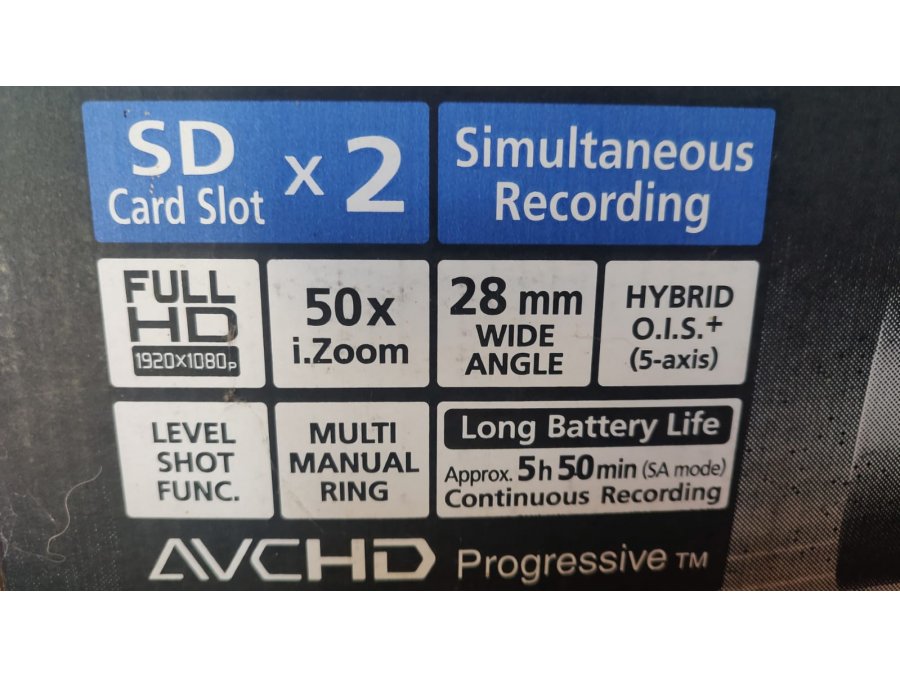 SD
Card Slot x 2
Simultaneous
Recording
FULL
HD
1920x1080p
50x
i.Zoom
28 mm
WIDE
ANGLE
HYBRID
O.I.S.+
(5-axis)
LEVEL
SHOT
FUNC.
MULTI
MANUAL
RING
Long Battery Life
Approx. 5h 50min (SA mode)
Continuous Recording
AVCHD Progressive™